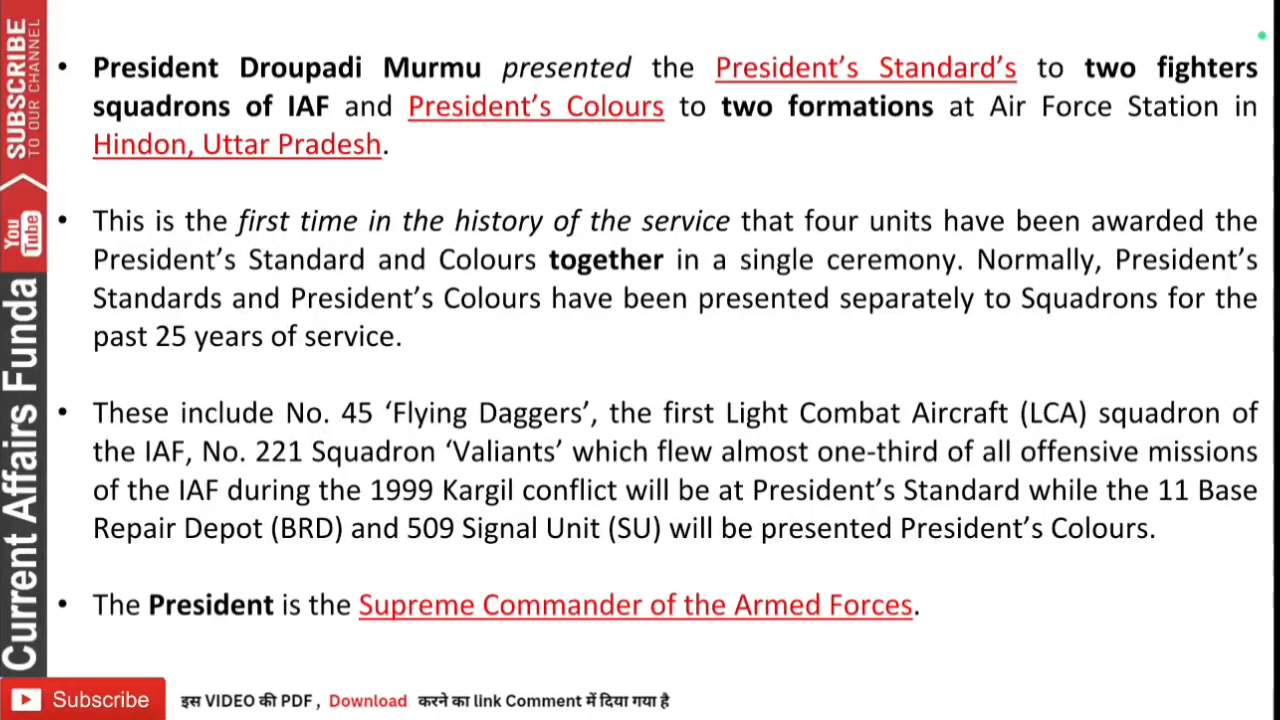 • President Droupadi Murmu presented the President’s Standard’s to two fighters
squadrons of IAF and President’s Colours to two formations at Air Force Station in
Hindon, Uttar Pradesh.
• This is the first time in the history of the service that four units have been awarded the
President’s Standard and Colours together in a single ceremony. Normally, President’s
Standards and President’s Colours have been presented separately to Squadrons for the
past 25 years of service.
• These include No. 45 ‘Flying Daggers’, the first Light Combat Aircraft (LCA) squadron of
the IAF, No. 221 Squadron ‘Valiants’ which flew almost one-third of all offensive missions
of the IAF during the 1999 Kargil conflict will be at President’s Standard while the 11 Base
Repair Depot (BRD) and 509 Signal Unit (SU) will be presented President’s Colours.
• The President is the Supreme Commander of the Armed Forces.
SUBSCRIBE
TO OUR CHANNEL
You
Tube
Current Affairs Funda
Subscribe
इस VIDEO की PDF , Download करने का link Comment में दिया गया है